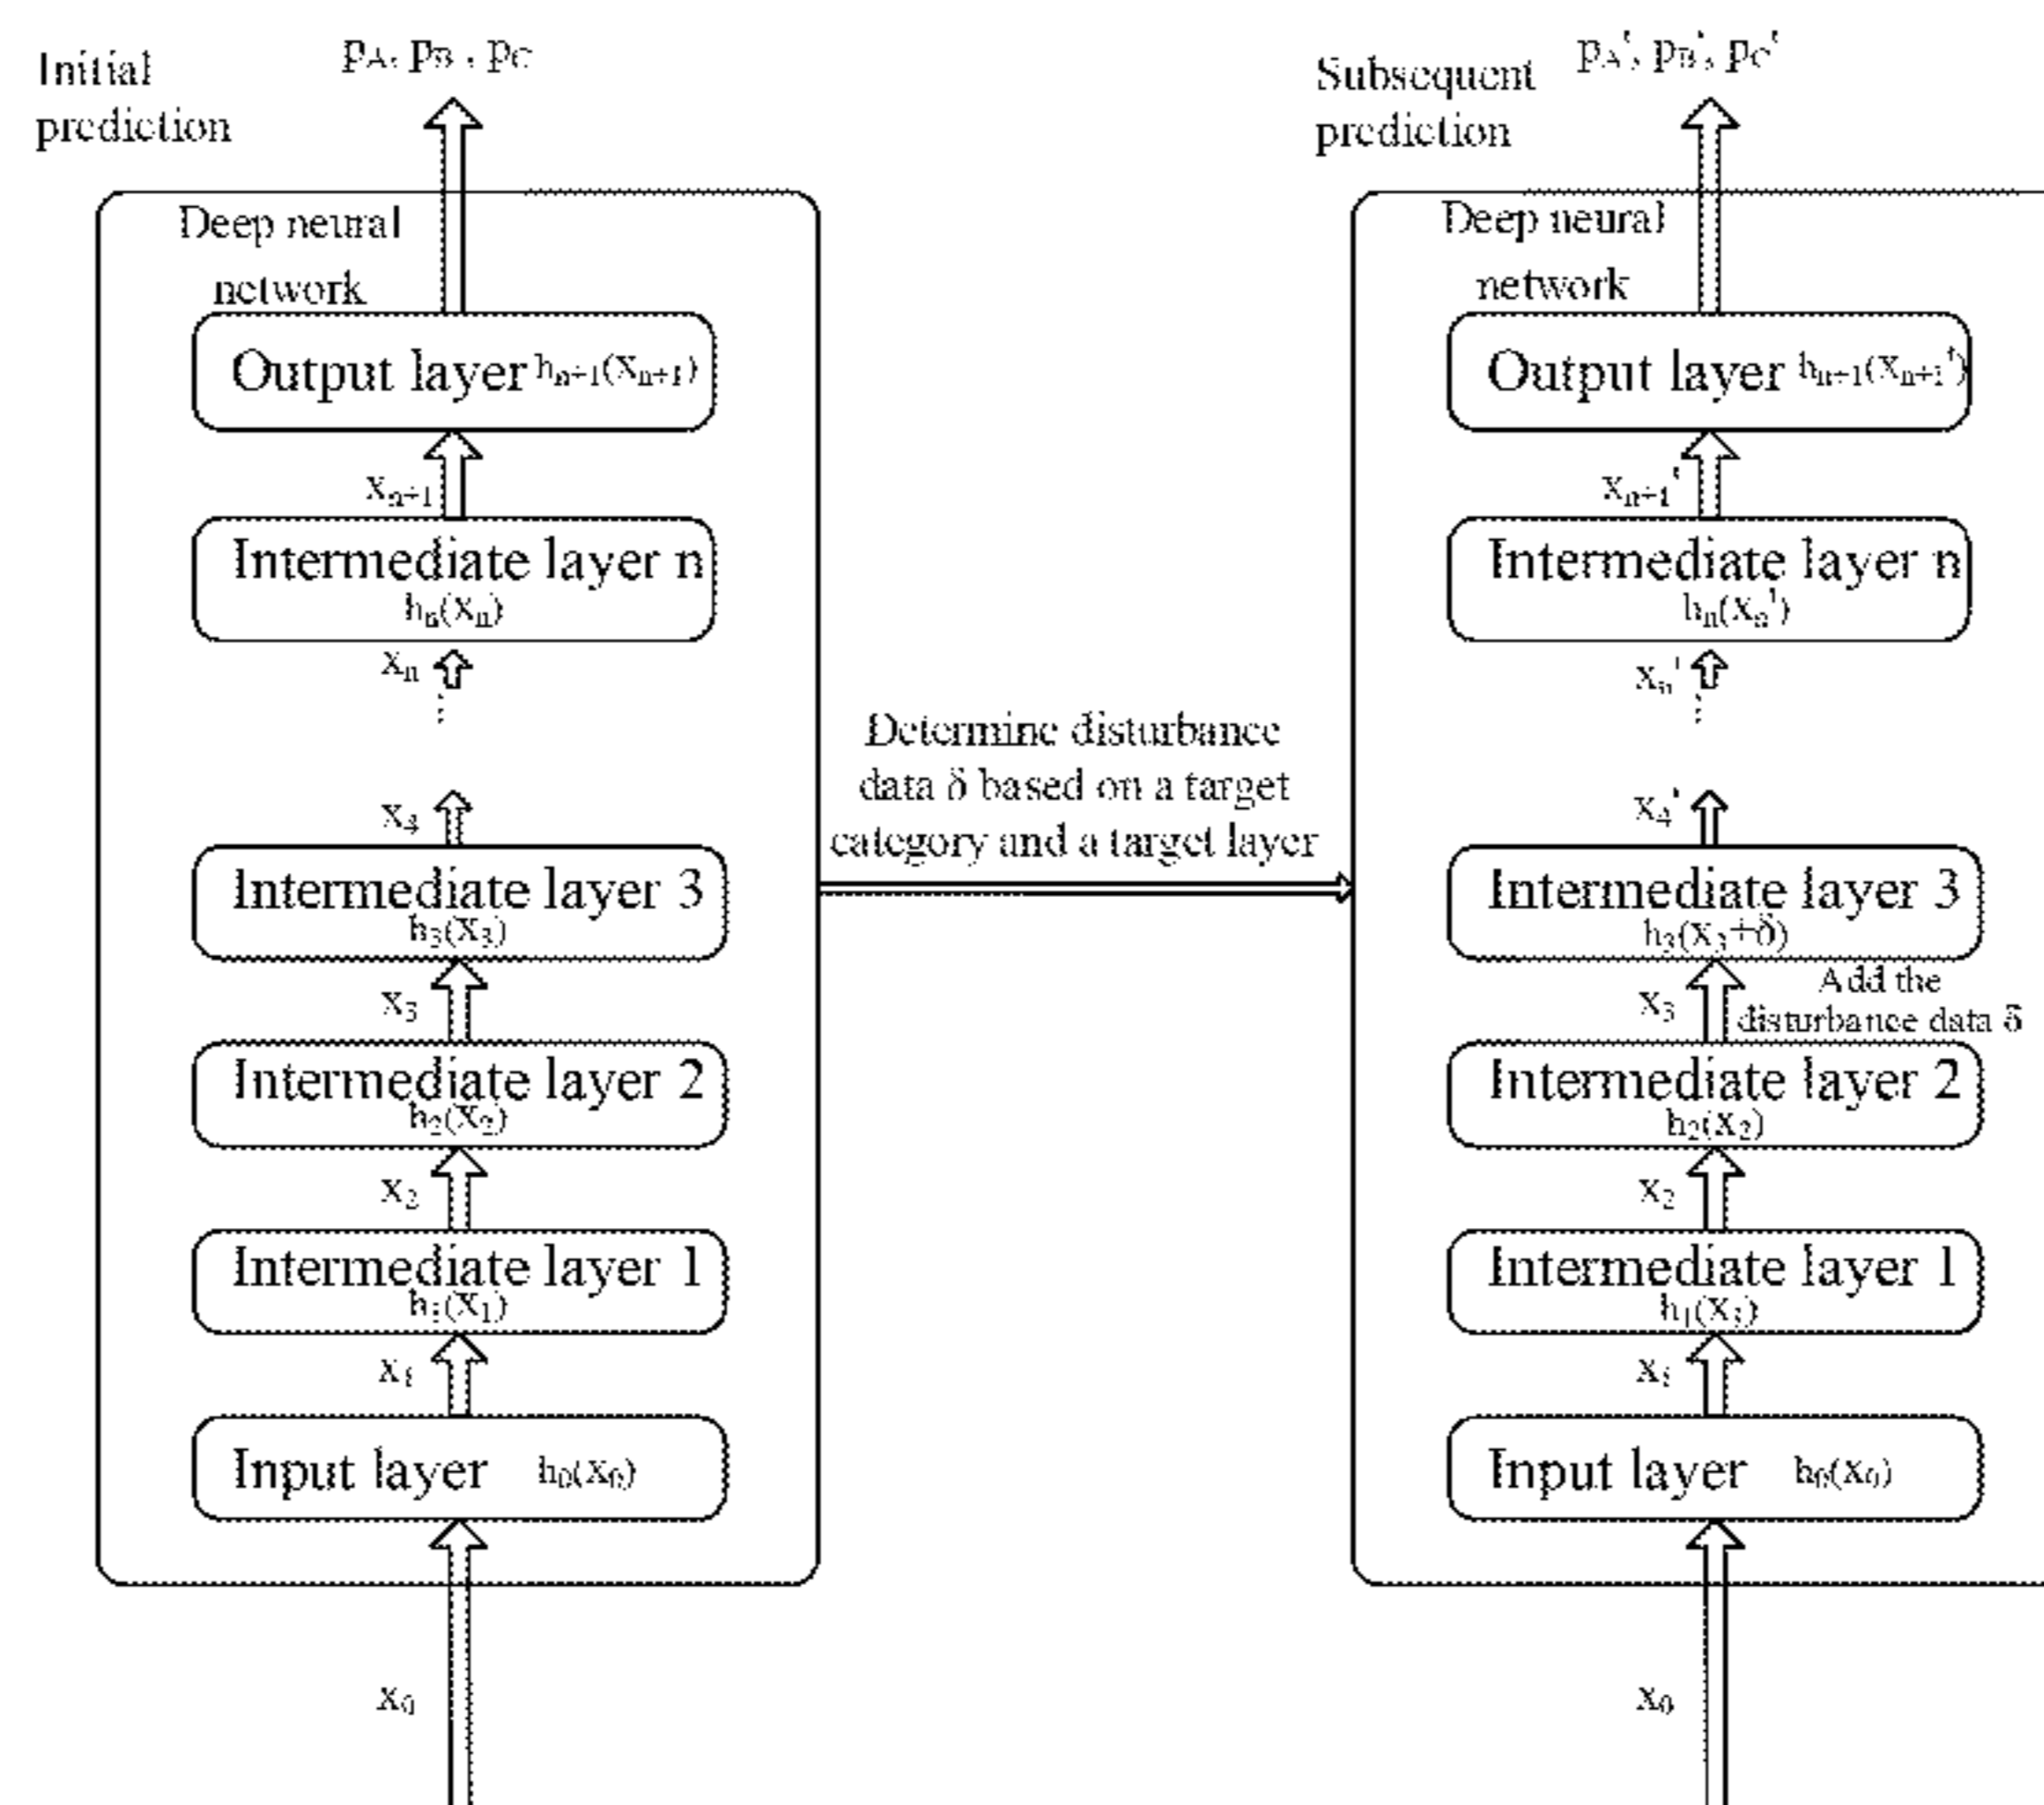 Initial
prediction
pA, pB, pC
Deep neural
network
Output layer hn+1(xn+1)
xn+1
Intermediate layer n
hn(xn)
xn
⋮
x4
Intermediate layer 3
h3(x3)
x3
Intermediate layer 2
h2(x2)
x2
Intermediate layer 1
h1(x1)
x1
Input layer h0(x0)
x0
Determine disturbance
data δ based on a target
category and a target layer
Subsequent
prediction
pA', pB', pC'
Deep neural
network
Output layer hn+1(xn+1')
xn+1'
Intermediate layer n
hn(xn')
xn'
⋮
x4'
Intermediate layer 3
h3(x3+δ)
x3
Add the
disturbance data δ
Intermediate layer 2
h2(x2)
x2
Intermediate layer 1
h1(x1)
x1
Input layer h0(x0)
x0